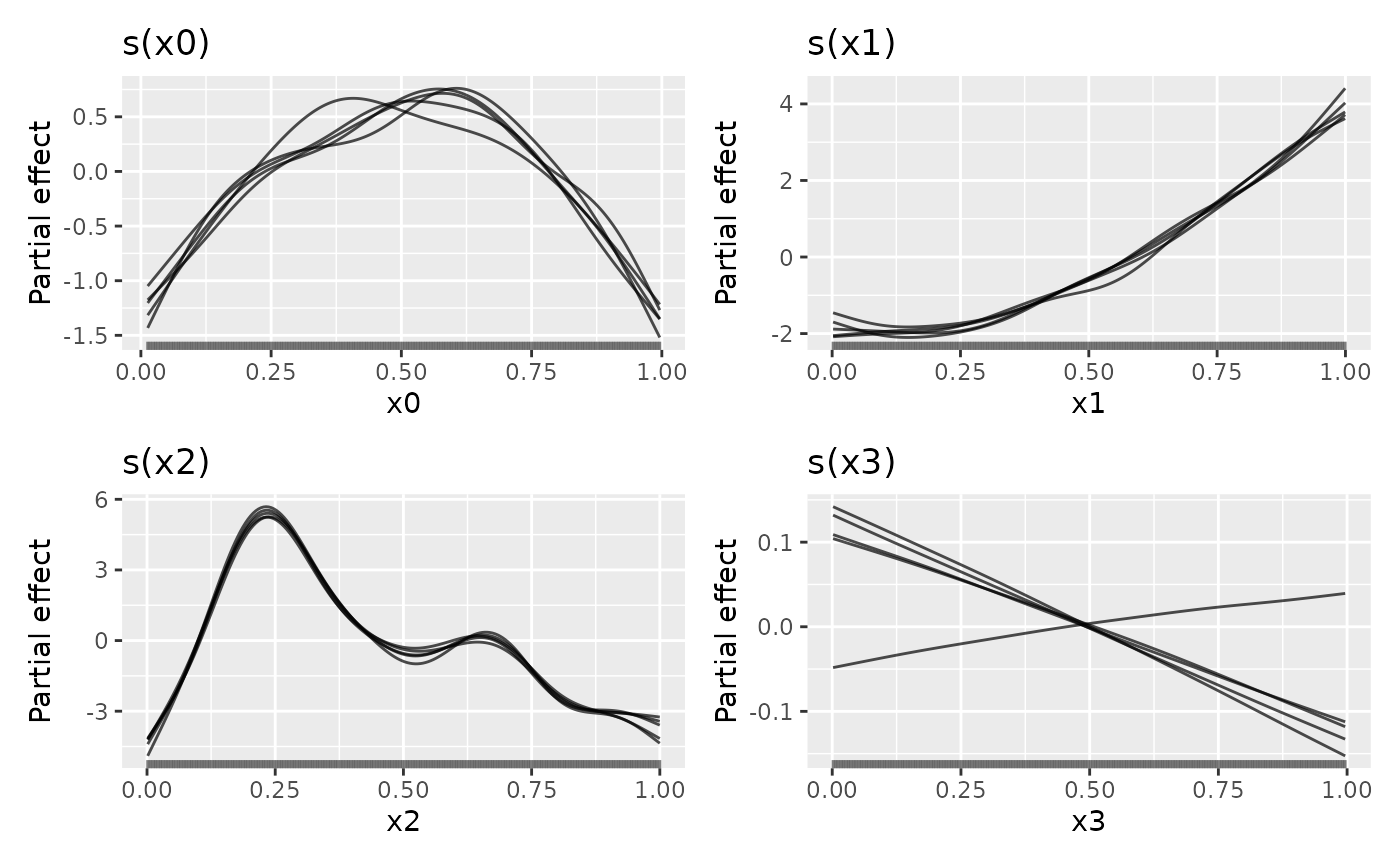 s(x0)
Partial effect
0.5
0.0
-0.5
-1.0
-1.5
0.00 0.25 0.50 0.75 1.00
x0
s(x1)
Partial effect
4
2
0
-2
0.00 0.25 0.50 0.75 1.00
x1
s(x2)
Partial effect
6
3
0
-3
0.00 0.25 0.50 0.75 1.00
x2
s(x3)
Partial effect
0.1
0.0
-0.1
0.00 0.25 0.50 0.75 1.00
x3